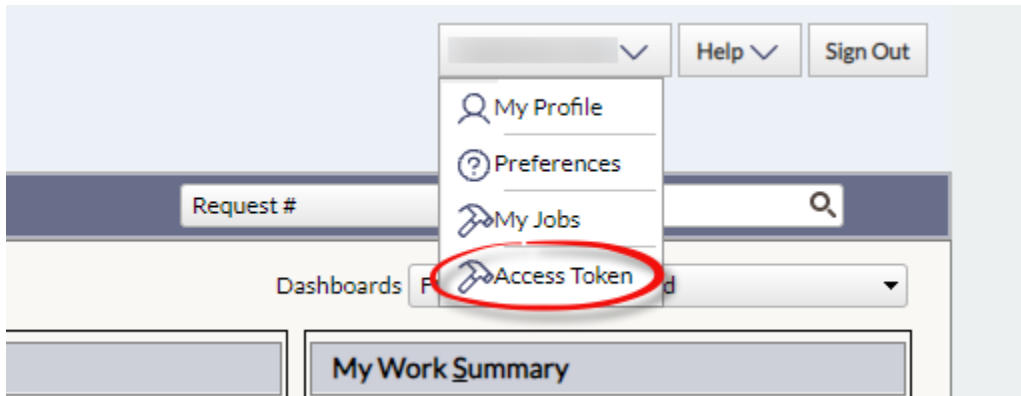 Help
Sign Out
My Profile
Preferences
Request #
My Jobs
Access Token
Dashboards F d
My Work Summary